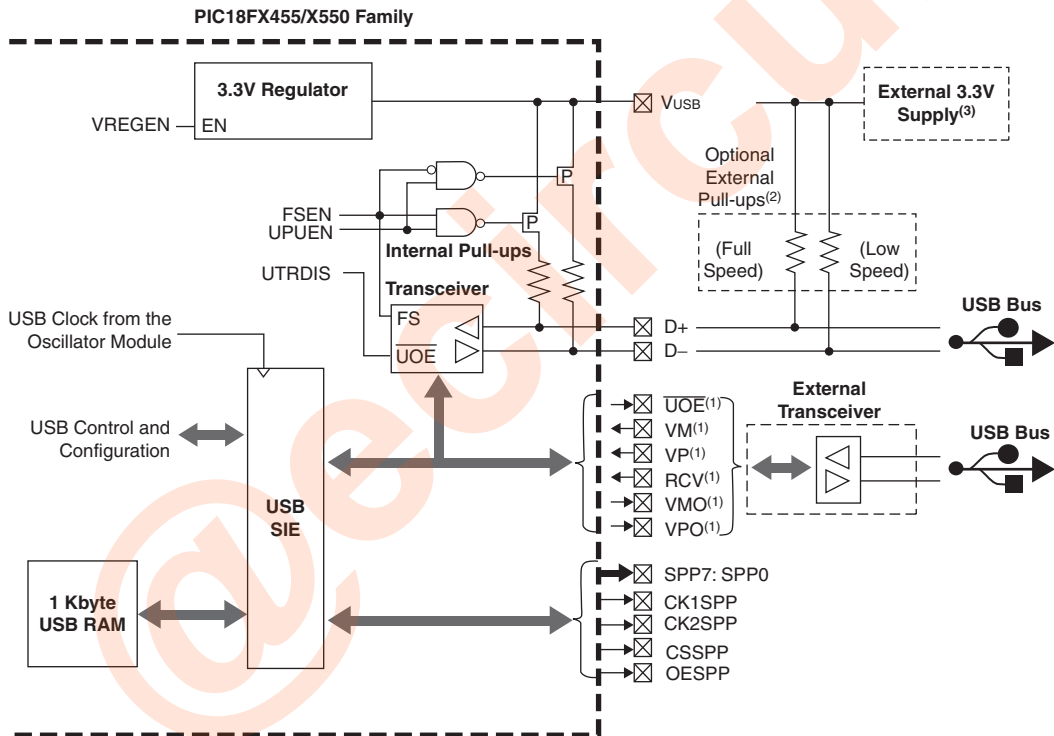 PIC18FX455/X550 Family
3.3V Regulator
VREGEN
EN
VUSB
External 3.3V
Supply(3)
Optional
External
Pull-ups(2)
P
P
FSEN
UPUEN
Internal Pull-ups
(Full
Speed)
(Low
Speed)
UTRDIS
Transceiver
FS
UOE
USB Clock from the
Oscillator Module
D+
D–
USB Bus
External
Transceiver
USB Control and
Configuration
UOE(1)
VM(1)
VP(1)
RCV(1)
VMO(1)
VPO(1)
USB Bus
USB
SIE
1 Kbyte
USB RAM
SPP7: SPP0
CK1SPP
CK2SPP
CSSPP
OESPP
@ecircu